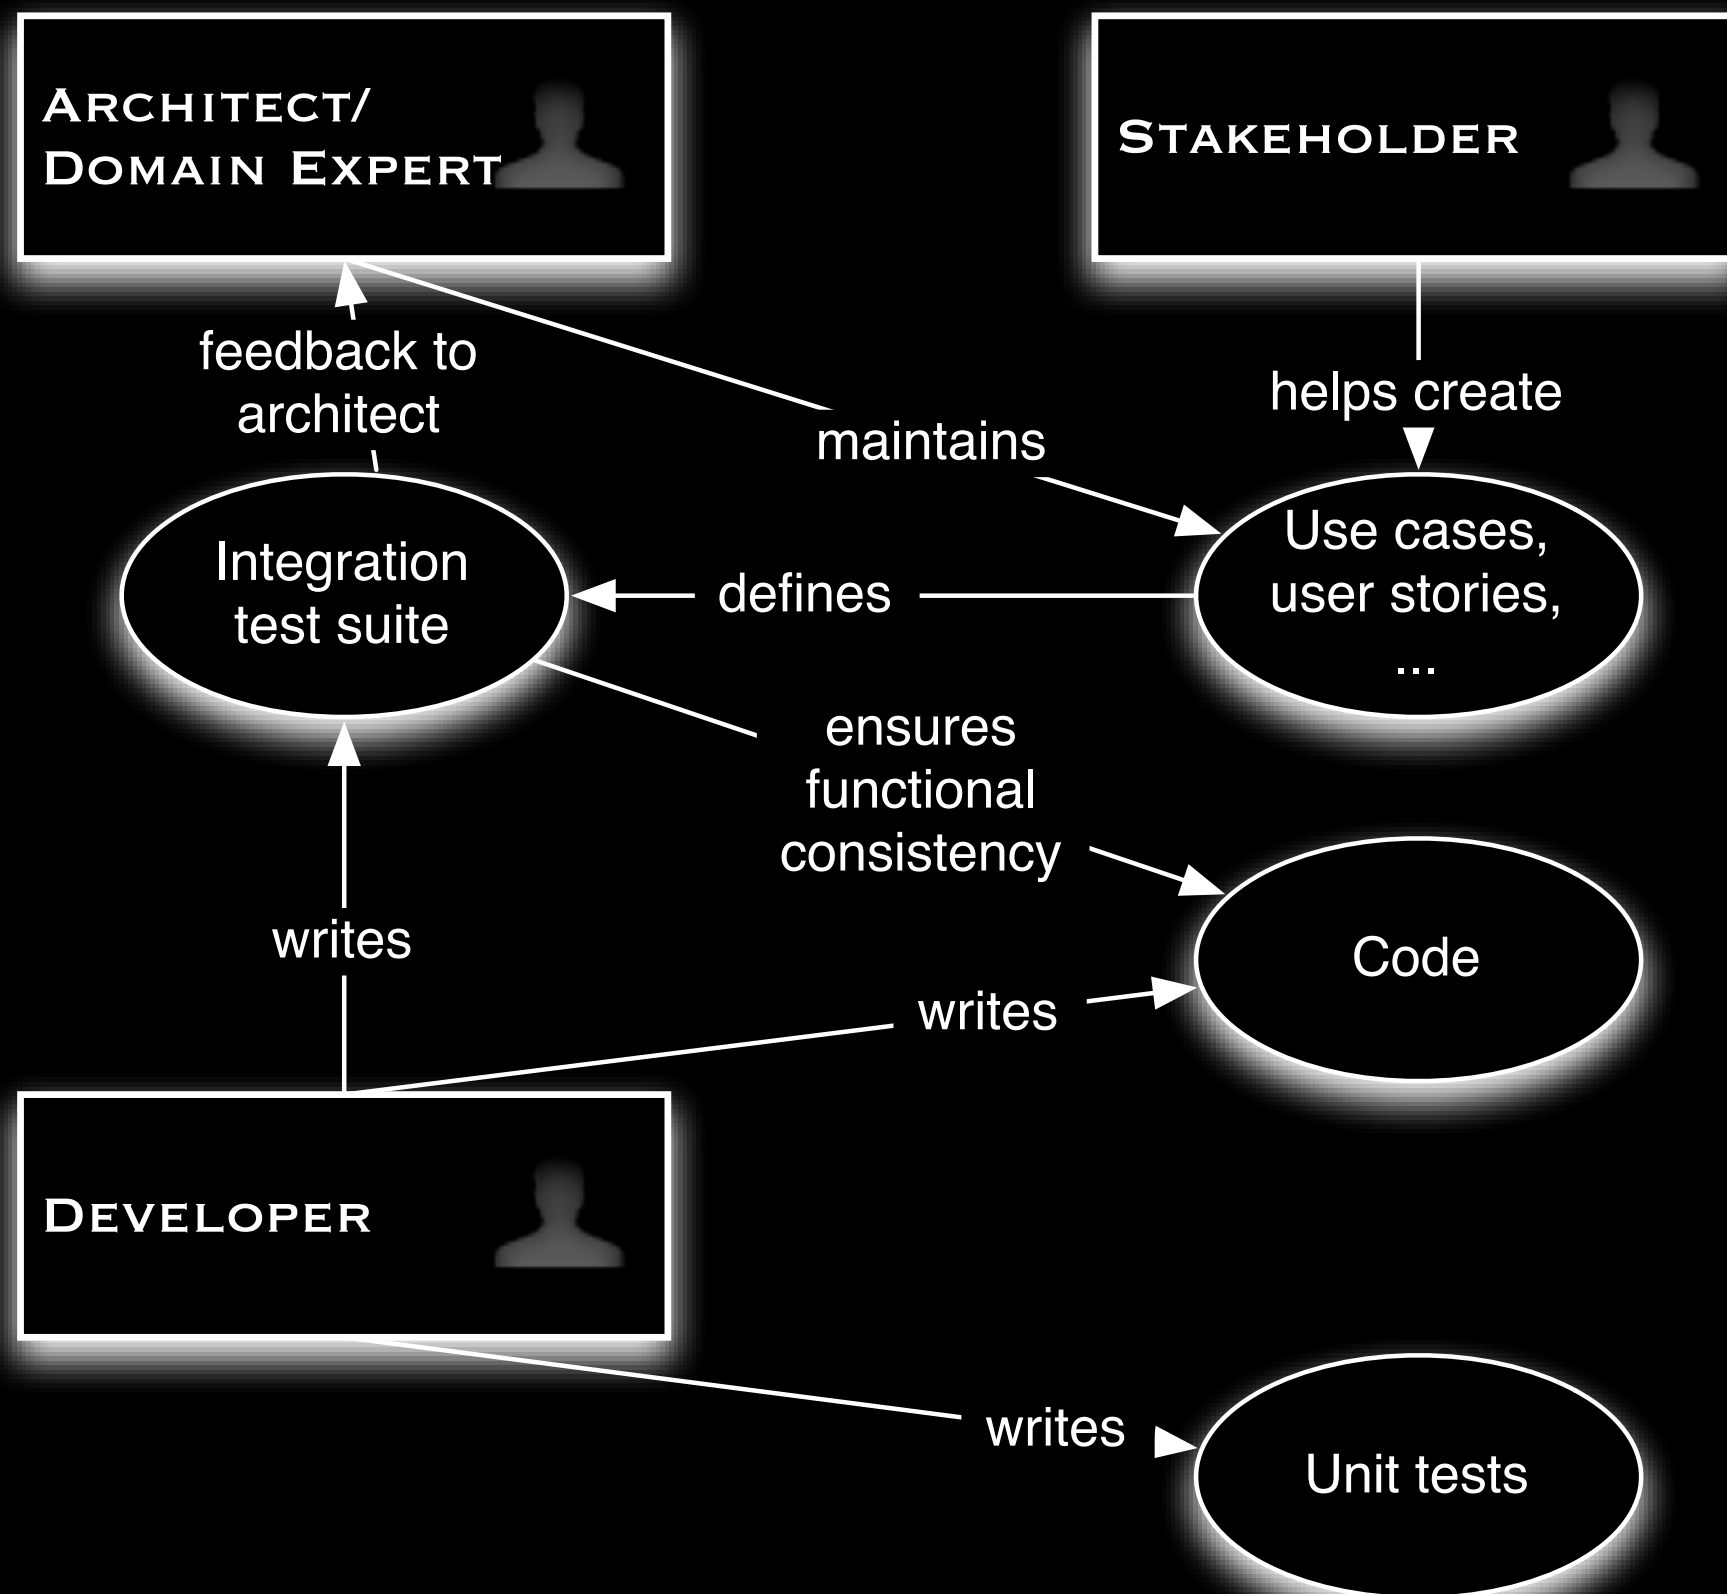 ARCHITECT/
DOMAIN EXPERT
STAKEHOLDER
feedback to
architect
helps create
maintains
Integration
test suite
defines
Use cases,
user stories,
...
ensures
functional
consistency
writes
Code
writes
DEVELOPER
writes
Unit tests